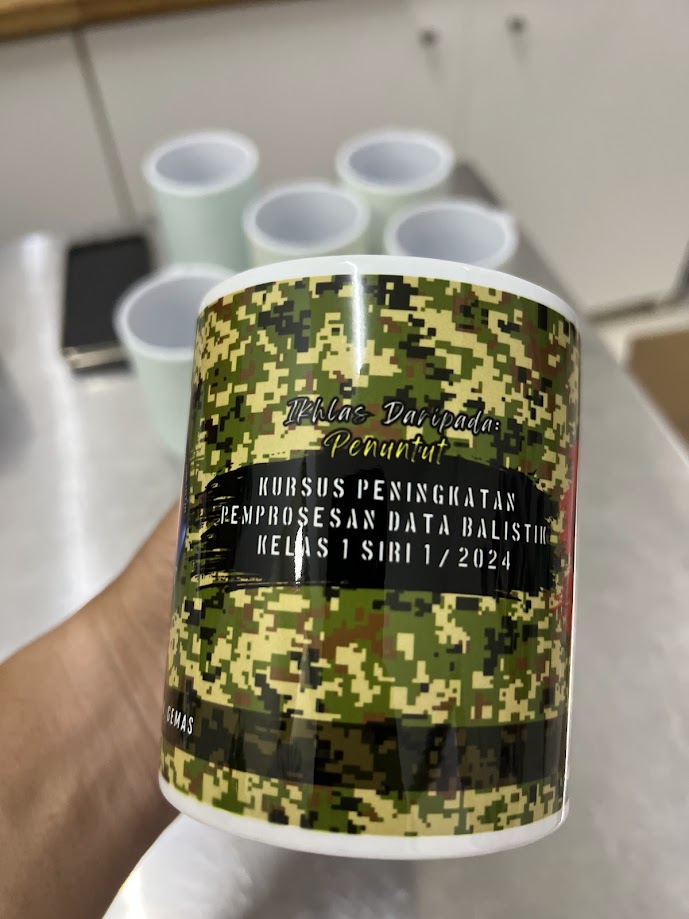 Ikhlas Daripada:
Penuntut
KURSUS PENINGKATAN
PEMPROSESAN DATA BALISTIK
KELAS 1 SIRI 1/2024
GEMAS